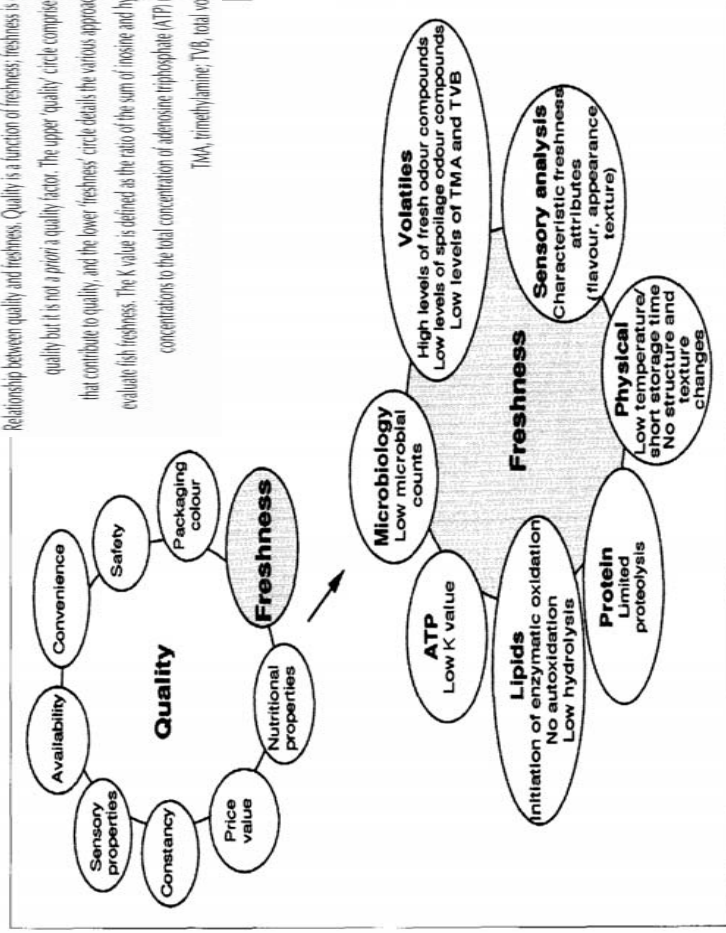 Relationship between quality and freshness. Quality is a function of freshness; freshness is
quality but it is not a priori a quality factor. The upper 'quality' circle comprise
that contribute to quality, and the lower 'freshness' circle details the various approac
evaluate fish freshness. The K value is defined as the ratio of the sum of inosine and hy
concentrations to the total concentration of adenosine triphosphate (ATP)
TMA, trimethylamine; TVB, total vo
Quality
Availability
Convenience
Safety
Packaging
colour
Freshness
Nutritional
properties
Price
value
Constancy
Sensory
properties
Freshness
Microbiology
Low microbial
counts
Volatiles
High levels of fresh odour compounds
Low levels of spoilage odour compounds
Low levels of TMA and TVB
Sensory analysis
Characteristic freshness
attributes
(flavour, appearance
texture)
Physical
Low temperature/
short storage time
No structure and
texture
changes
Protein
Limited
proteolysis
Lipids
Initiation of enzymatic oxidation
No autoxidation
Low hydrolysis
ATP
Low K value